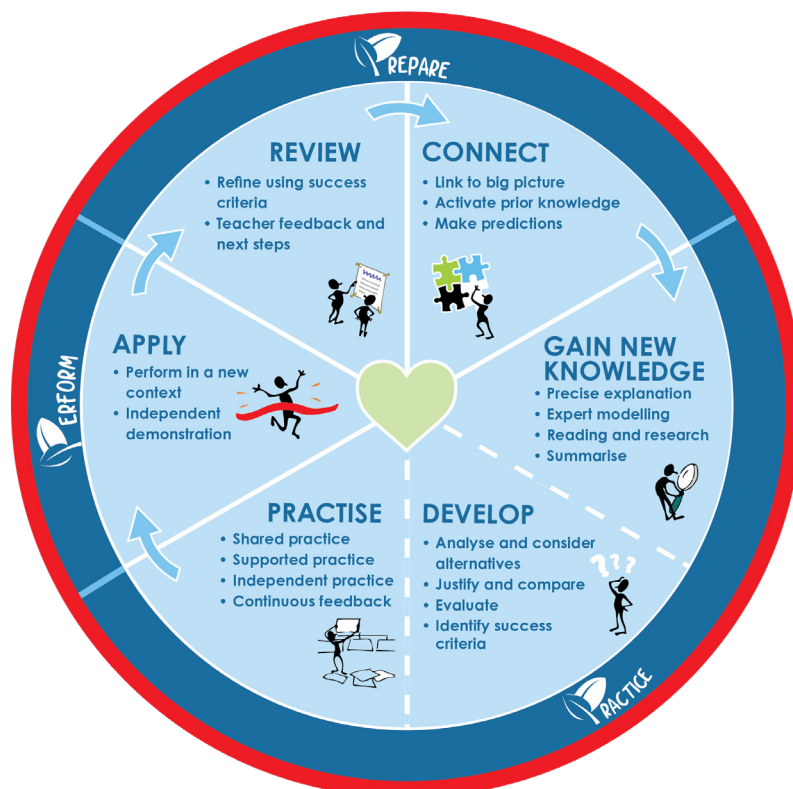 PREPARE
REVIEW
• Refine using success
criteria
• Teacher feedback and
next steps
CONNECT
• Link to big picture
• Activate prior knowledge
• Make predictions
GAIN NEW
KNOWLEDGE
• Precise explanation
• Expert modelling
• Reading and research
• Summarise
DEVELOP
• Analyse and consider
alternatives
• Justify and compare
• Evaluate
• Identify success
criteria
???
PRACTICE
PRACTISE
• Shared practice
• Supported practice
• Independent practice
• Continuous feedback
APPLY
• Perform in a new
context
• Independent
demonstration
PERFORM